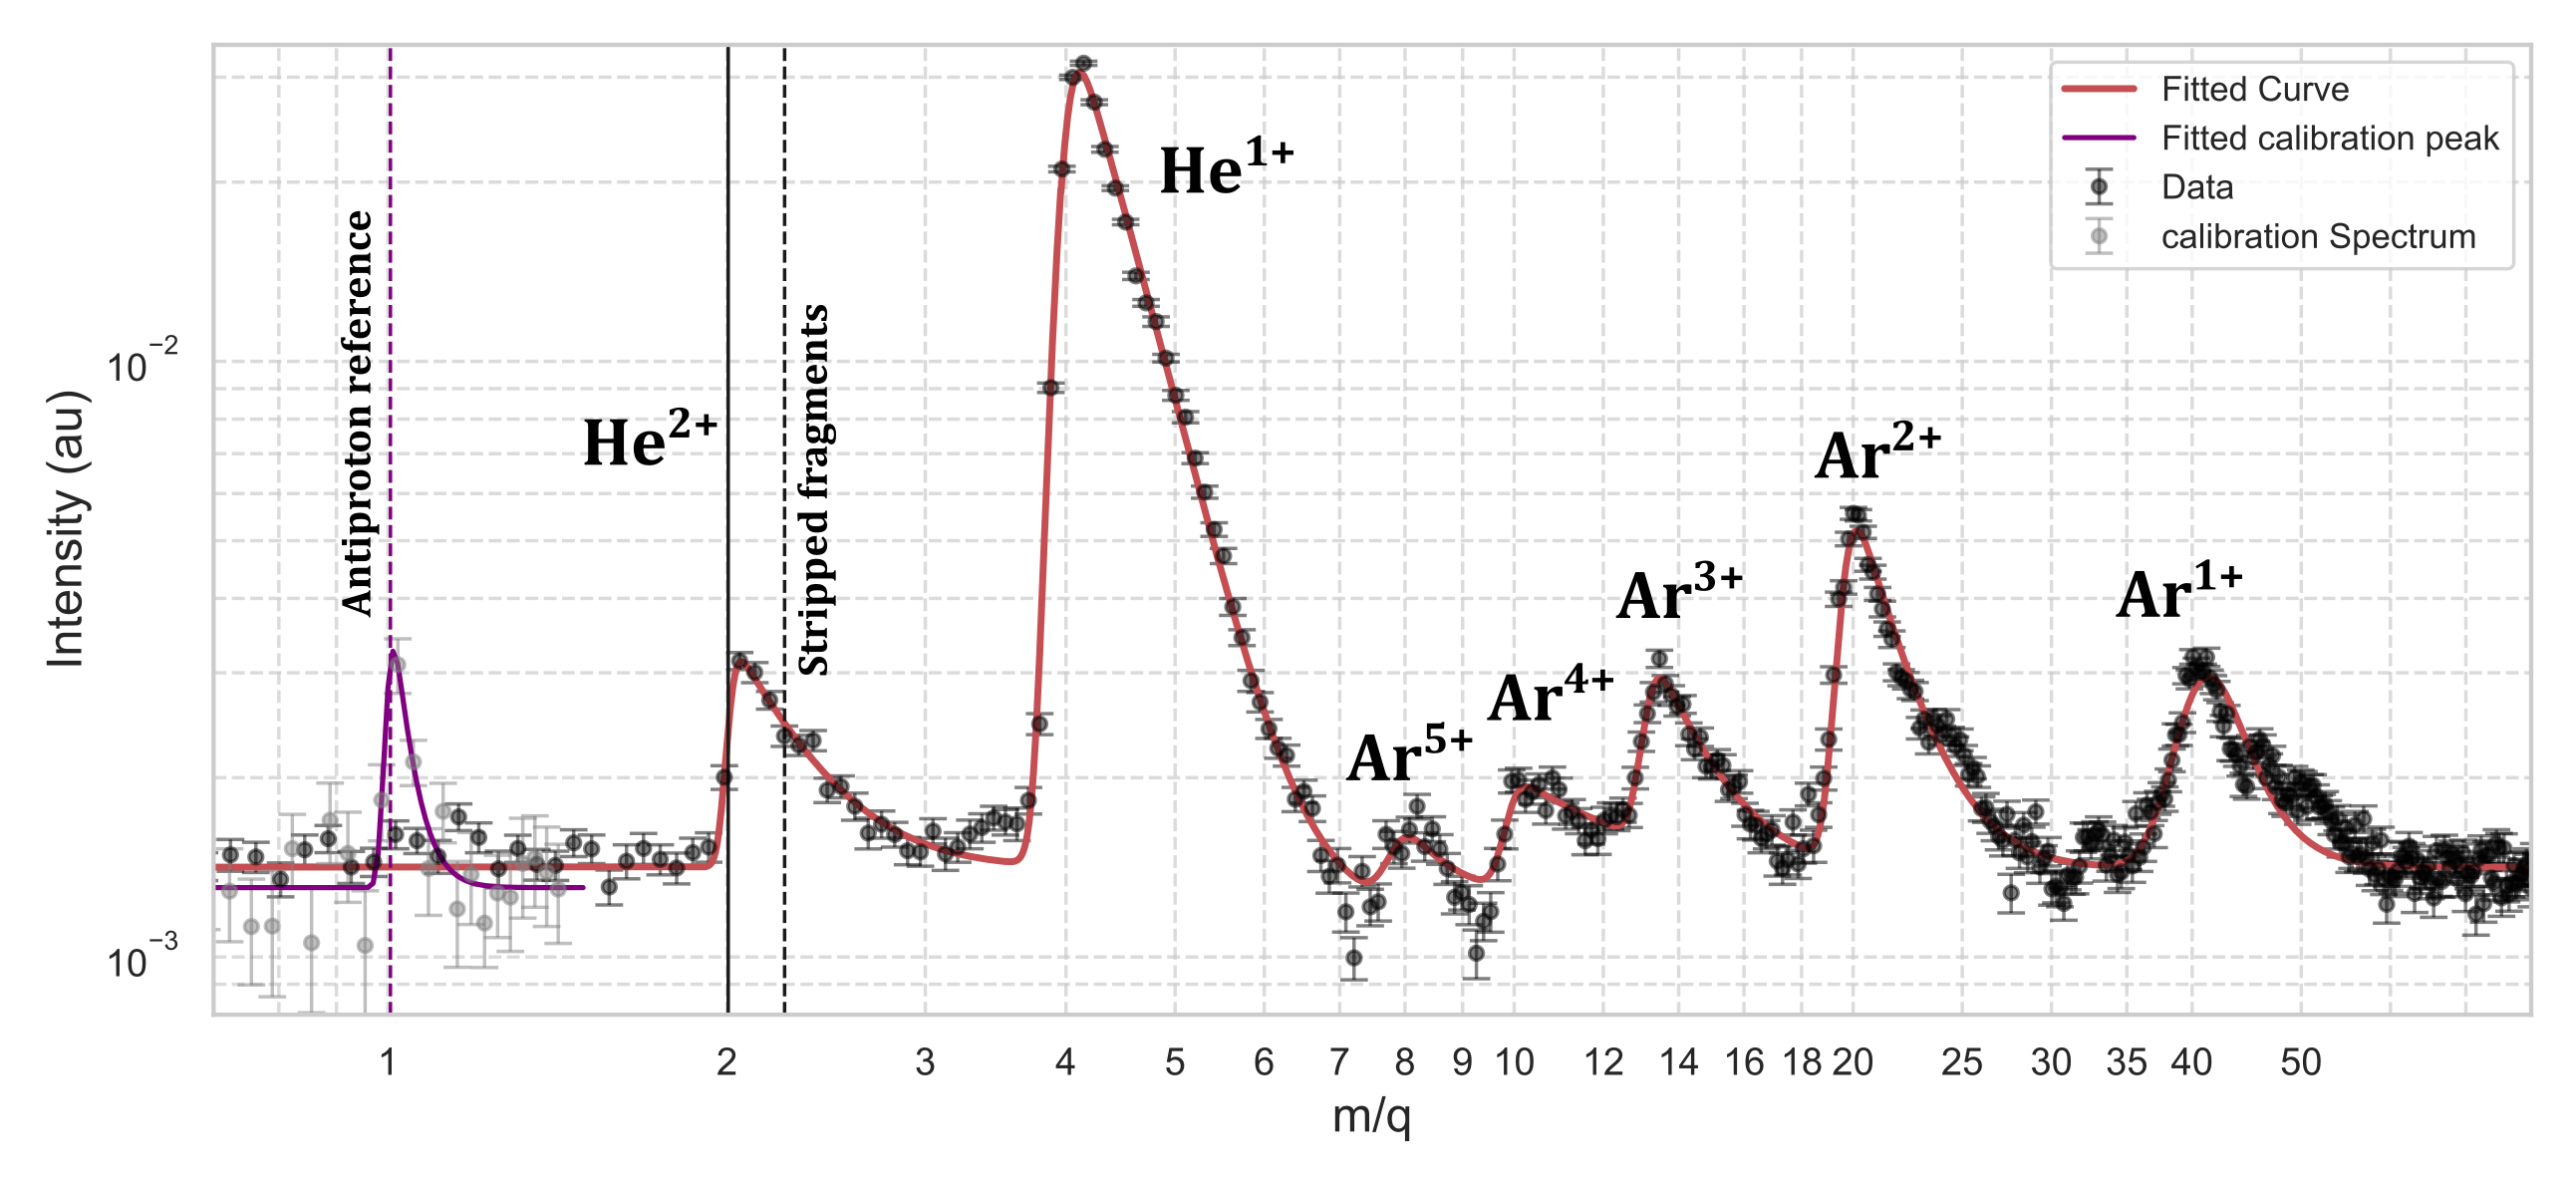 Fitted Curve
Fitted calibration peak
Data
calibration Spectrum
He¹⁺
Antiproton reference
He²⁺
Stripped fragments
Ar²⁺
Ar³⁺
Ar¹⁺
Ar⁴⁺
Ar⁵⁺
Intensity (au)
10⁻²
10⁻³
1 2 3 4 5 6 7 8 9 10 12 14 16 18 20 25 30 35 40 50
m/q